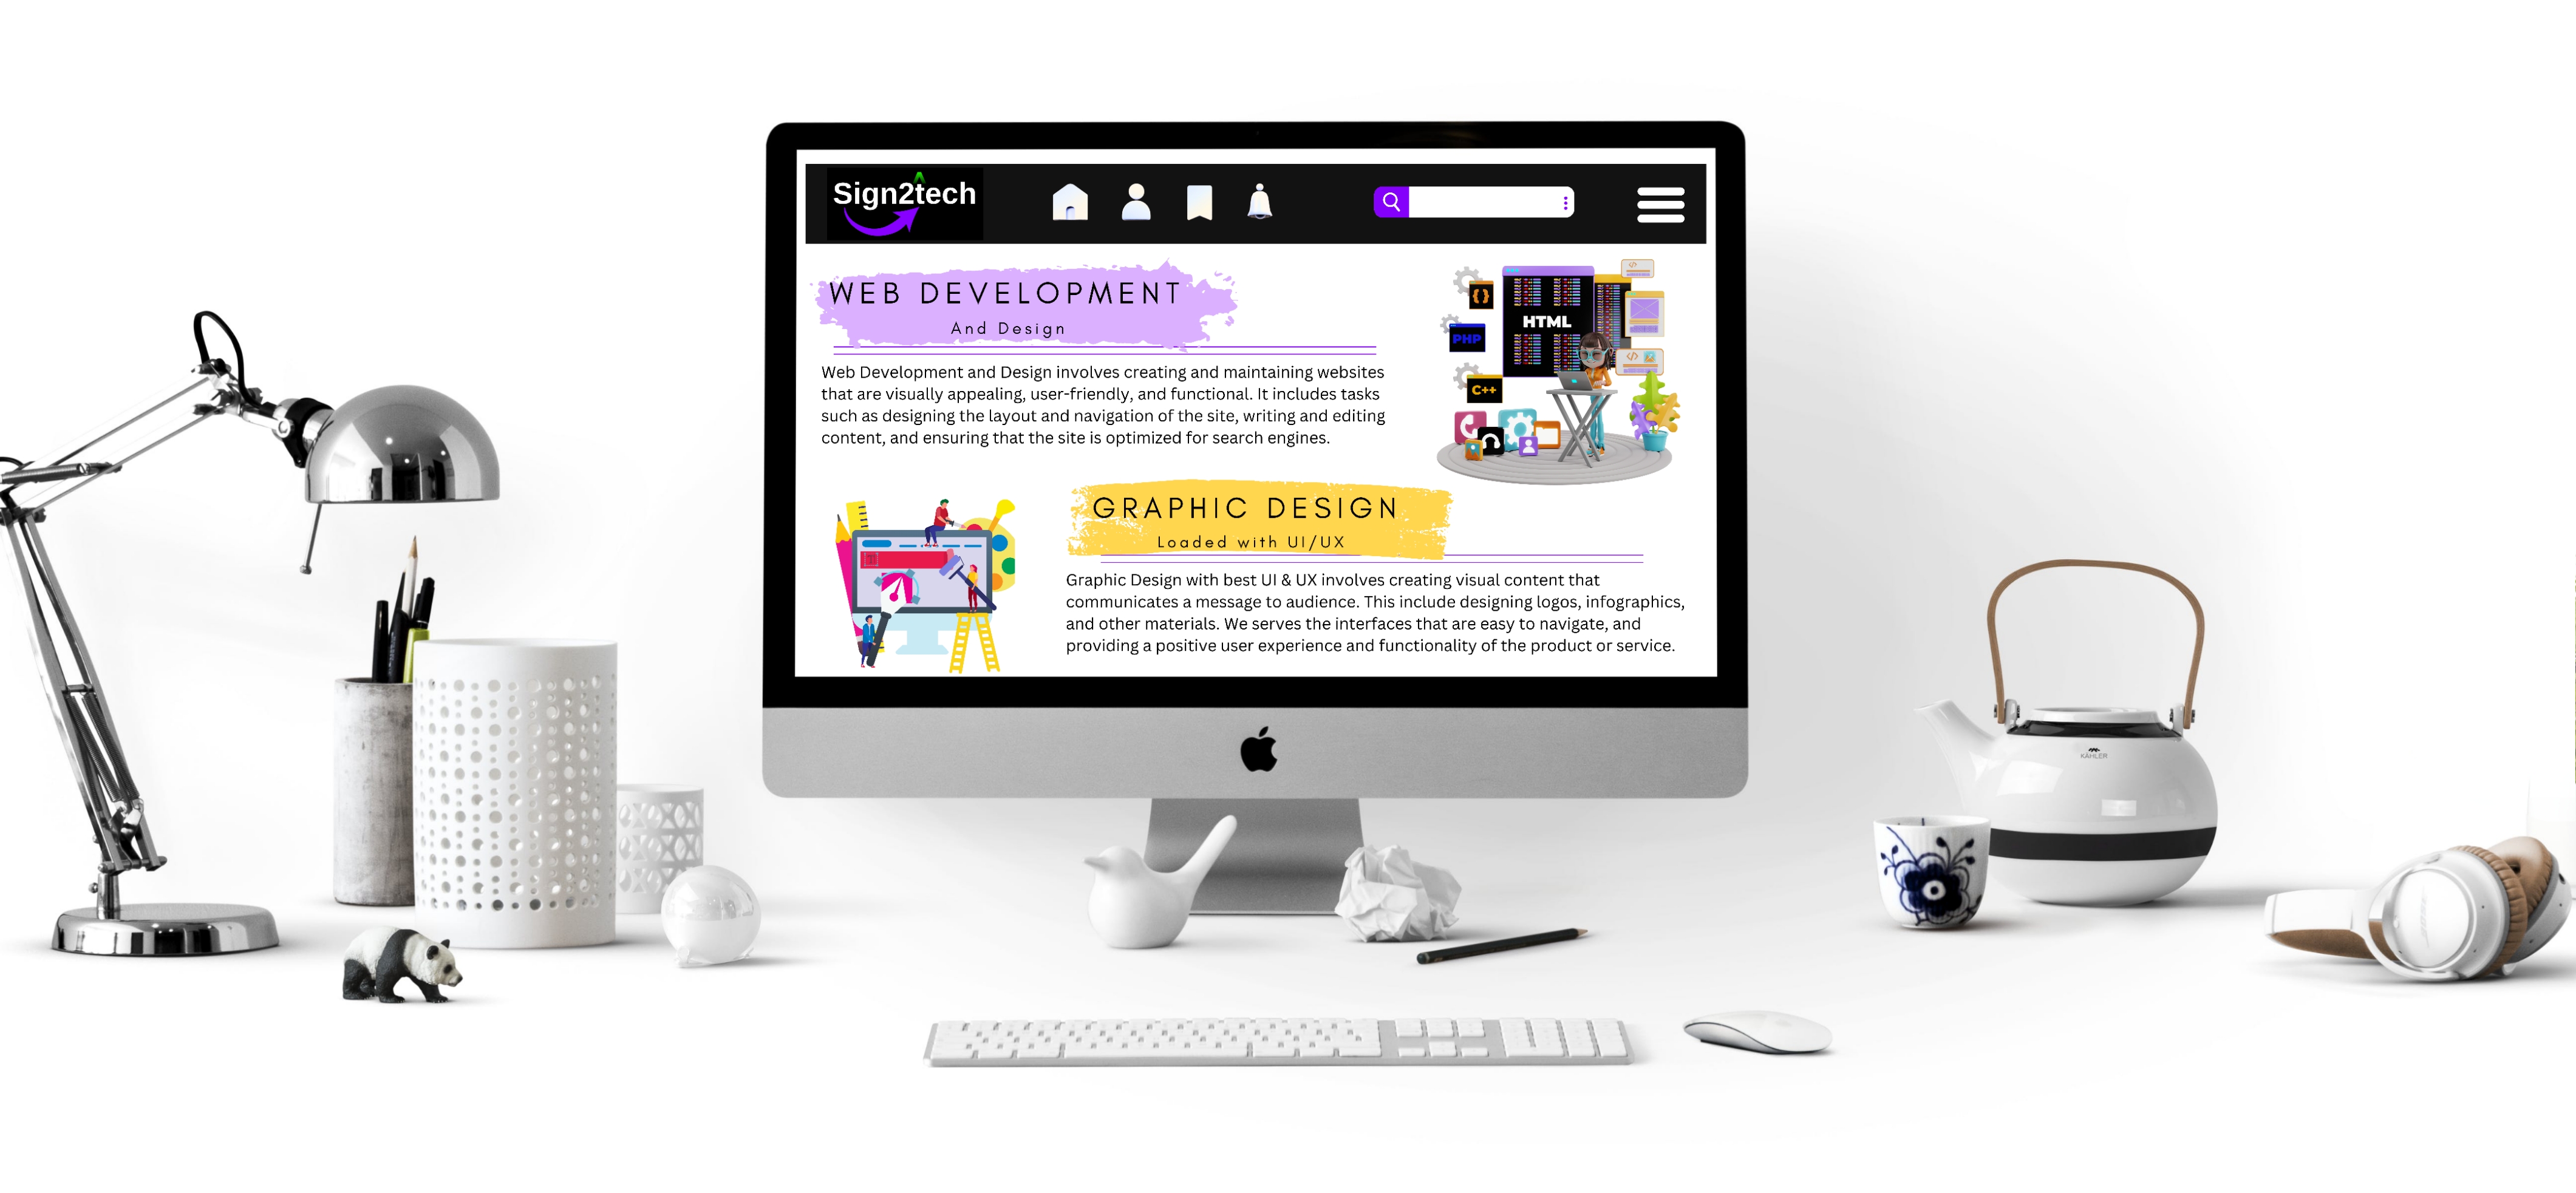 Sign2tech
WEB DEVELOPMENT
And Design
Web Development and Design involves creating and maintaining websites
that are visually appealing, user-friendly, and functional. It includes tasks
such as designing the layout and navigation of the site, writing and editing
content, and ensuring that the site is optimized for search engines.
{}
HTML
PHP
</>
</>
C++
GRAPHIC DESIGN
Loaded with UI/UX
Graphic Design with best UI & UX involves creating visual content that
communicates a message to audience. This include designing logos, infographics,
and other materials. We serves the interfaces that are easy to navigate, and
providing a positive user experience and functionality of the product or service.
KÄHLER